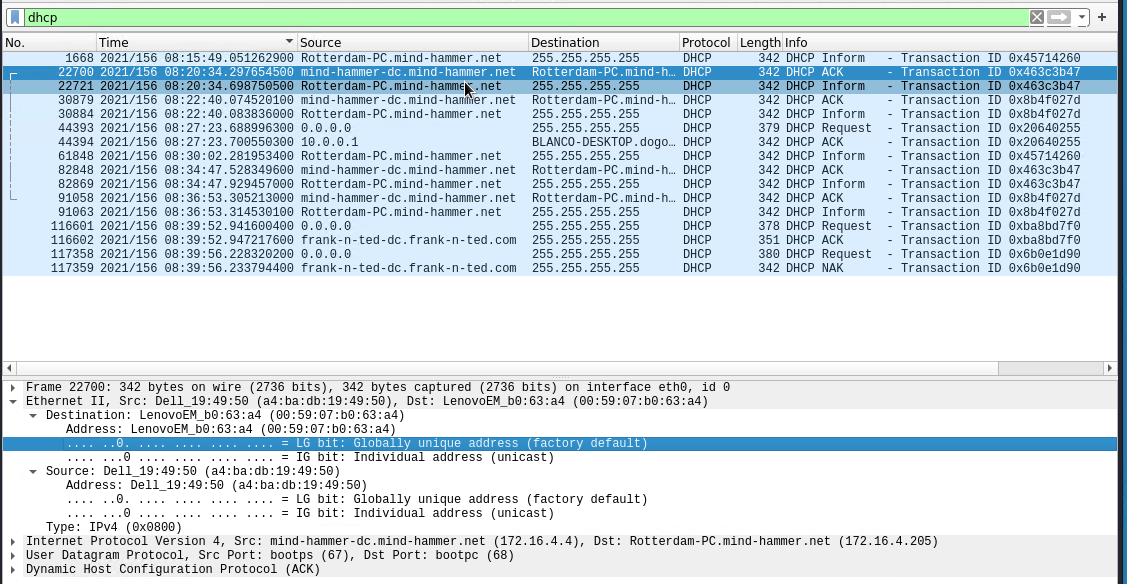 dhcp
No. Time Source Destination Protocol Length Info
1668 2021/156 08:15:49.051262900 Rotterdam-PC.mind-hammer.net 255.255.255.255 DHCP 342 DHCP Inform - Transaction ID 0x45714260
22700 2021/156 08:20:34.297654500 mind-hammer-dc.mind-hammer.net Rotterdam-PC.mind-h… DHCP 342 DHCP ACK - Transaction ID 0x463c3b47
22721 2021/156 08:20:34.698750500 Rotterdam-PC.mind-hammer.net 255.255.255.255 DHCP 342 DHCP Inform - Transaction ID 0x463c3b47
30879 2021/156 08:22:40.074520100 mind-hammer-dc.mind-hammer.net Rotterdam-PC.mind-h… DHCP 342 DHCP ACK - Transaction ID 0x8b4f027d
30884 2021/156 08:22:40.083836000 Rotterdam-PC.mind-hammer.net 255.255.255.255 DHCP 342 DHCP Inform - Transaction ID 0x8b4f027d
44393 2021/156 08:27:23.688996300 0.0.0.0 255.255.255.255 DHCP 379 DHCP Request - Transaction ID 0x20640255
44394 2021/156 08:27:23.700550300 10.0.0.1 BLANCO-DESKTOP.dogo… DHCP 342 DHCP ACK - Transaction ID 0x20640255
61848 2021/156 08:30:02.281953400 Rotterdam-PC.mind-hammer.net 255.255.255.255 DHCP 342 DHCP Inform - Transaction ID 0x45714260
82848 2021/156 08:34:47.528349600 mind-hammer-dc.mind-hammer.net Rotterdam-PC.mind-h… DHCP 342 DHCP ACK - Transaction ID 0x463c3b47
82869 2021/156 08:34:47.929457000 Rotterdam-PC.mind-hammer.net 255.255.255.255 DHCP 342 DHCP Inform - Transaction ID 0x463c3b47
91058 2021/156 08:36:53.305213000 mind-hammer-dc.mind-hammer.net Rotterdam-PC.mind-h… DHCP 342 DHCP ACK - Transaction ID 0x8b4f027d
91063 2021/156 08:36:53.314530100 Rotterdam-PC.mind-hammer.net 255.255.255.255 DHCP 342 DHCP Inform - Transaction ID 0x8b4f027d
116601 2021/156 08:39:52.941600400 0.0.0.0 255.255.255.255 DHCP 378 DHCP Request - Transaction ID 0xba8bd7f0
116602 2021/156 08:39:52.947217600 frank-n-ted-dc.frank-n-ted.com 255.255.255.255 DHCP 351 DHCP ACK - Transaction ID 0xba8bd7f0
117358 2021/156 08:39:56.228320200 0.0.0.0 255.255.255.255 DHCP 380 DHCP Request - Transaction ID 0x6b0e1d90
117359 2021/156 08:39:56.233794400 frank-n-ted-dc.frank-n-ted.com 255.255.255.255 DHCP 342 DHCP NAK - Transaction ID 0x6b0e1d90
Frame 22700: 342 bytes on wire (2736 bits), 342 bytes captured (2736 bits) on interface eth0, id 0
Ethernet II, Src: Dell_19:49:50 (a4:ba:db:19:49:50), Dst: LenovoEM_b0:63:a4 (00:59:07:b0:63:a4)
Destination: LenovoEM_b0:63:a4 (00:59:07:b0:63:a4)
Address: LenovoEM_b0:63:a4 (00:59:07:b0:63:a4)
.... ..0. .... .... .... .... = LG bit: Globally unique address (factory default)
.... ...0 .... .... .... .... = IG bit: Individual address (unicast)
Source: Dell_19:49:50 (a4:ba:db:19:49:50)
Address: Dell_19:49:50 (a4:ba:db:19:49:50)
.... ..0. .... .... .... .... = LG bit: Globally unique address (factory default)
.... ...0 .... .... .... .... = IG bit: Individual address (unicast)
Type: IPv4 (0x0800)
Internet Protocol Version 4, Src: mind-hammer-dc.mind-hammer.net (172.16.4.4), Dst: Rotterdam-PC.mind-hammer.net (172.16.4.205)
User Datagram Protocol, Src Port: bootps (67), Dst Port: bootpc (68)
Dynamic Host Configuration Protocol (ACK)